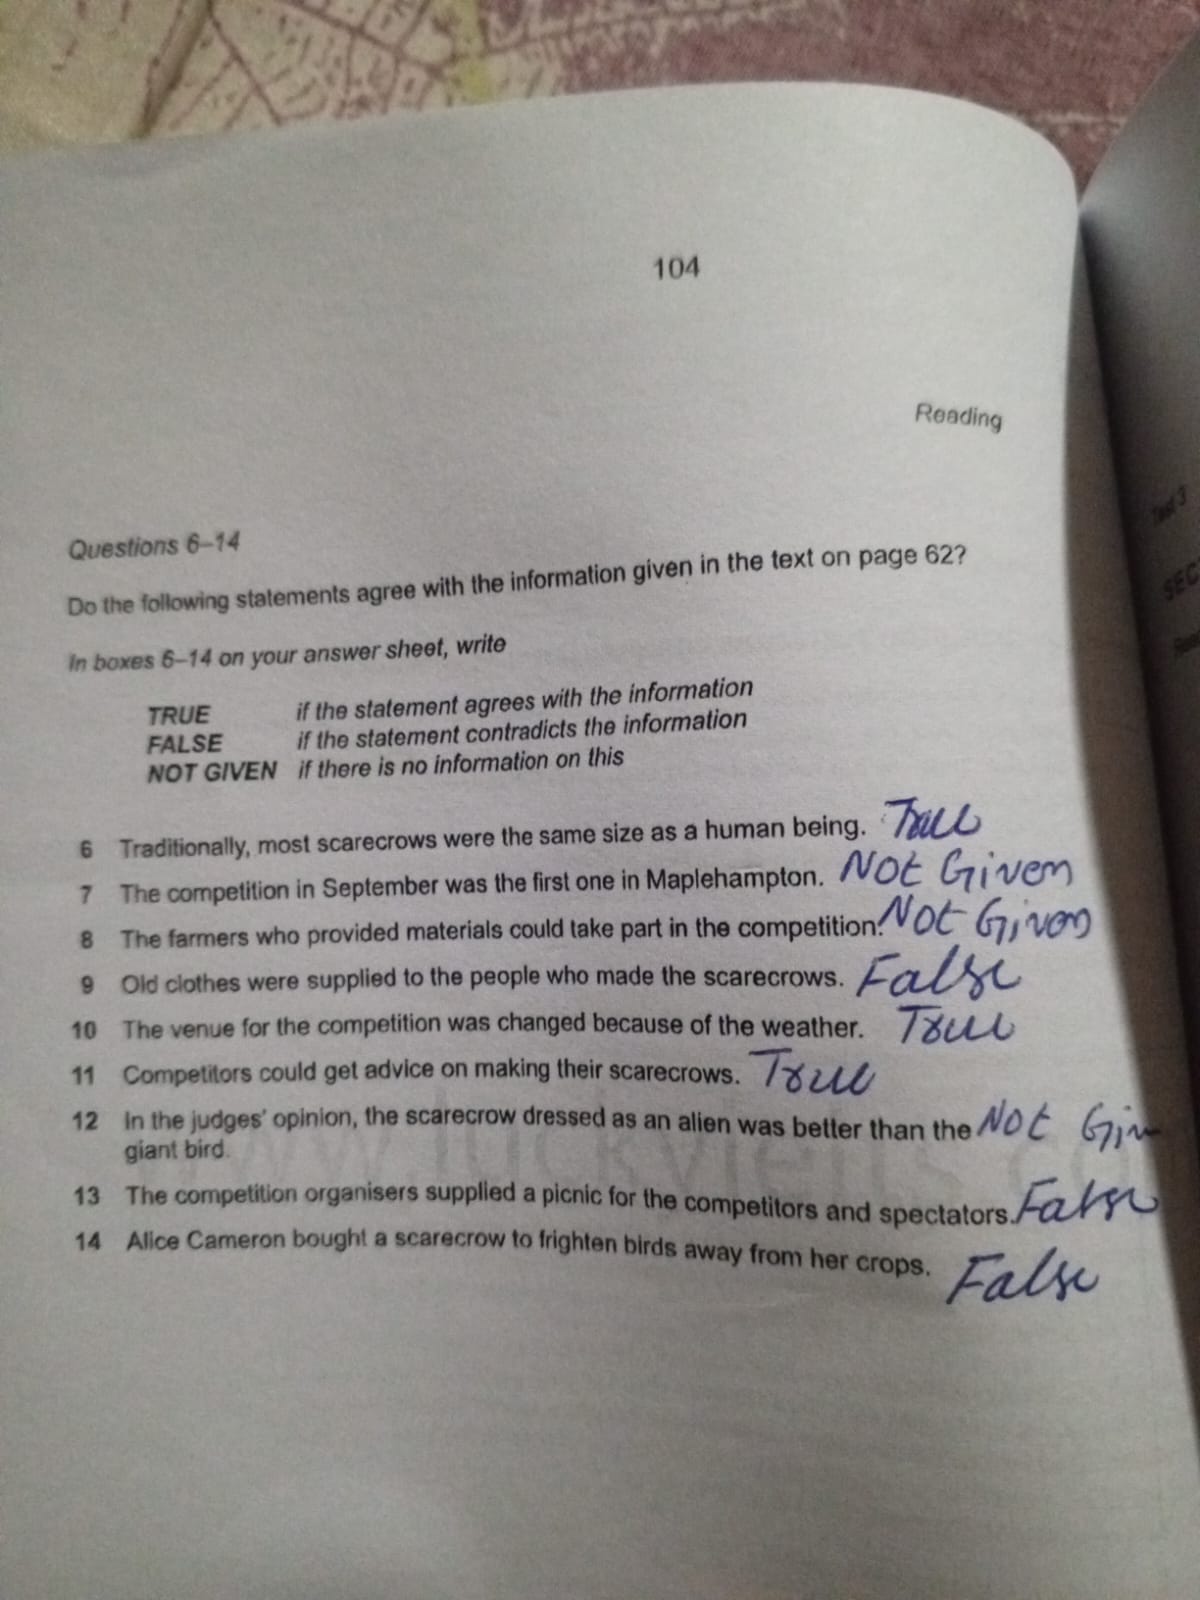 104
Reading
Questions 6–14
Do the following statements agree with the information given in the text on page 62?
In boxes 6–14 on your answer sheet, write
TRUE if the statement agrees with the information
FALSE if the statement contradicts the information
NOT GIVEN if there is no information on this
6 Traditionally, most scarecrows were the same size as a human being. True
7 The competition in September was the first one in Maplehampton. Not Given
8 The farmers who provided materials could take part in the competition. Not Given
9 Old clothes were supplied to the people who made the scarecrows. False
10 The venue for the competition was changed because of the weather. True
11 Competitors could get advice on making their scarecrows. True
12 In the judges' opinion, the scarecrow dressed as an alien was better than the Not Giv
giant bird.
13 The competition organisers supplied a picnic for the competitors and spectators. False
14 Alice Cameron bought a scarecrow to frighten birds away from her crops. False
Test 3
SEC